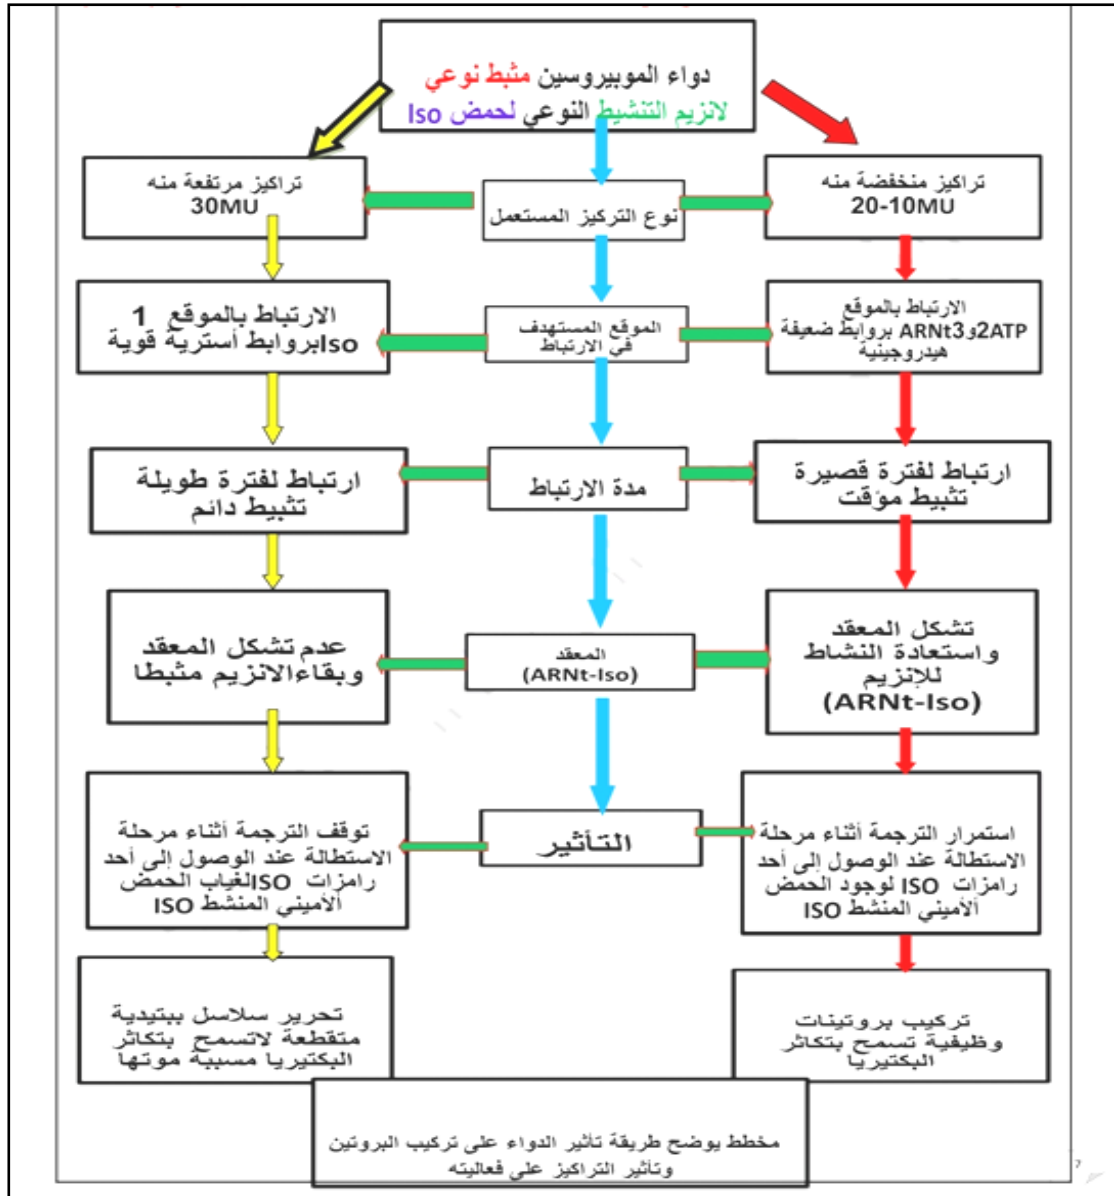 دواء الموبيروسين مثبط نوعي
لانزيم التنشيط النوعي لحمض Iso
تراكيز منخفضة منه
20-10MU
نوع التركيز المستعمل
تراكيز مرتفعة منه
30MU
الارتباط بالموقع
2ATPو3ARNt بروابط ضعيفة
هيدروجينية
الموقع المستهدف
في الارتباط
الارتباط بالموقع 1
Isoبروابط أسترية قوية
ارتباط لفترة قصيرة
تثبيط مؤقت
مدة الارتباط
ارتباط لفترة طويلة
تثبيط دائم
تشكل المعقد
واستعادة النشاط
للإنزيم
(ARNt-Iso)
المعقد
(ARNt-Iso)
عدم تشكل المعقد
وبقاءالانزيم مثبطا
استمرار الترجمة أثناء مرحلة
الاستطالة عند الوصول إلى أحد
رامزات ISO لوجود الحمض
الأميني المنشط ISO
التأثير
توقف الترجمة أثناء مرحلة
الاستطالة عند الوصول إلى أحد
رامزات ISOلغياب الحمض
الأميني المنشط ISO
تركيب بروتينات
وظيفية تسمح بتكاثر
البكتيريا
تحرير سلاسل ببتيدية
متقطعة لاتسمح بتكاثر
البكتيريا مسببة موتها
مخطط يوضح طريقة تأثير الدواء على تركيب البروتين
وتأثير التراكيز على فعاليته
7